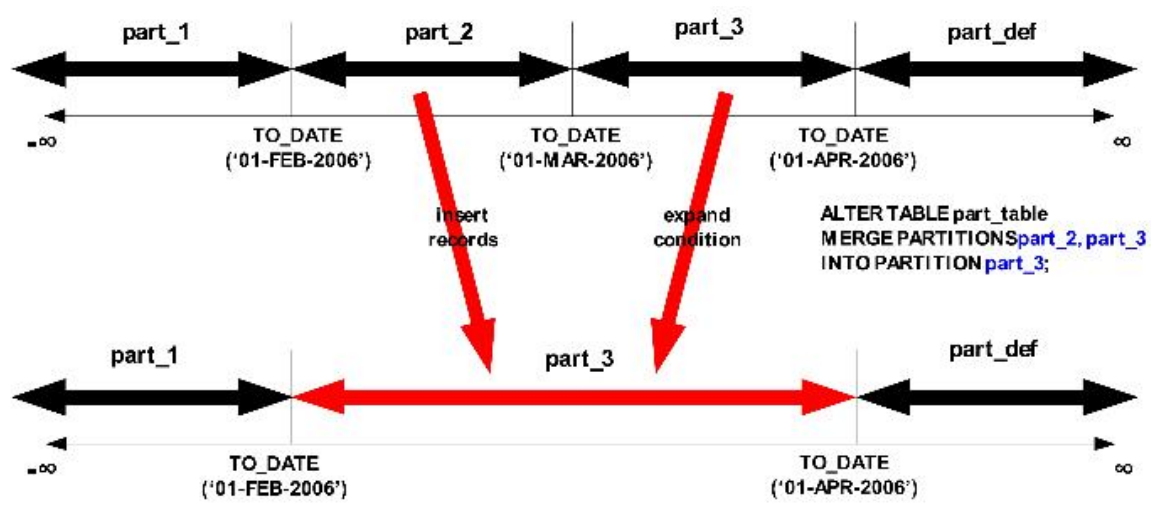 part_1 part_2 part_3 part_def
-∞ TO_DATE TO_DATE TO_DATE ∞
('01-FEB-2006') ('01-MAR-2006') ('01-APR-2006')
insert expand ALTER TABLE part_table
records condition MERGE PARTITIONS part_2, part_3
INTO PARTITION part_3;
part_1 part_3 part_def
-∞ TO_DATE TO_DATE ∞
('01-FEB-2006') ('01-APR-2006')